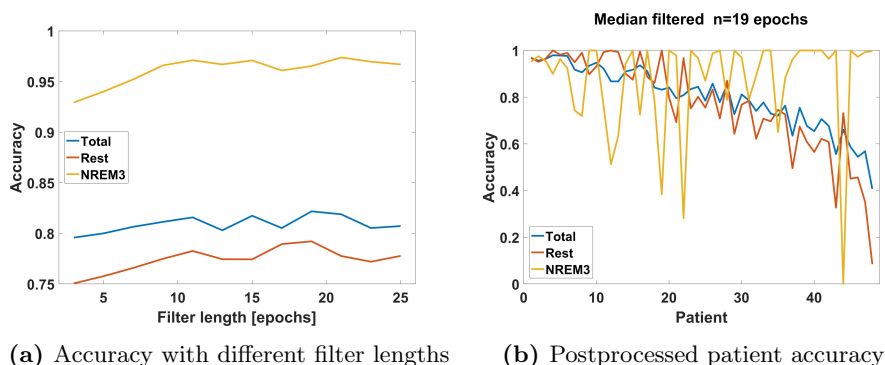 1
0.95
0.9
0.85
0.8
0.75
Accuracy
Total
Rest
NREM3
5
10
15
20
25
Filter length [epochs]
(a) Accuracy with different filter lengths
Median filtered n=19 epochs
1
0.8
0.6
0.4
0.2
0
Accuracy
Total
Rest
NREM3
0
10
20
30
40
Patient
(b) Postprocessed patient accuracy